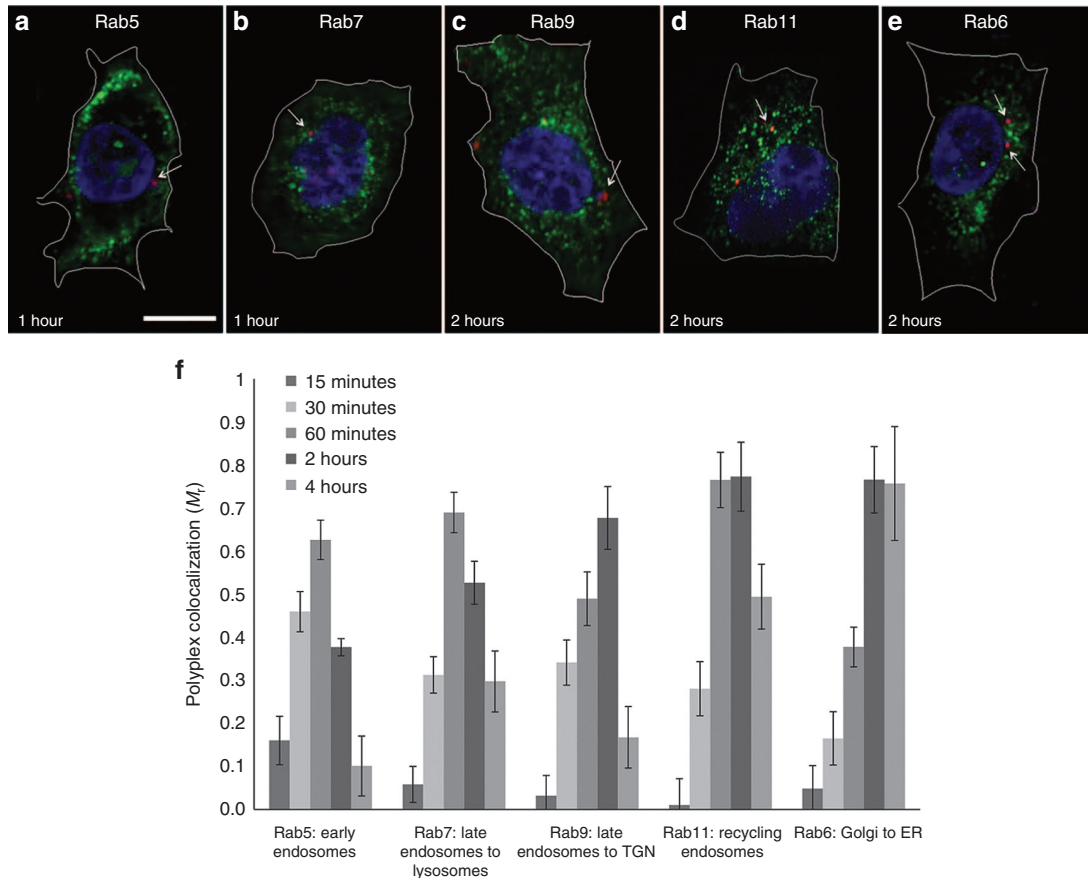 a Rab5
b Rab7
c Rab9
d Rab11
e Rab6
1 hour
1 hour
2 hours
2 hours
2 hours
f
15 minutes
30 minutes
60 minutes
2 hours
4 hours
Polyplex colocalization (Mr)
1
0.9
0.8
0.7
0.6
0.5
0.4
0.3
0.2
0.1
0.0
Rab5: early
endosomes
Rab7: late
endosomes to
lysosomes
Rab9: late
endosomes to TGN
Rab11: recycling
endosomes
Rab6: Golgi to ER